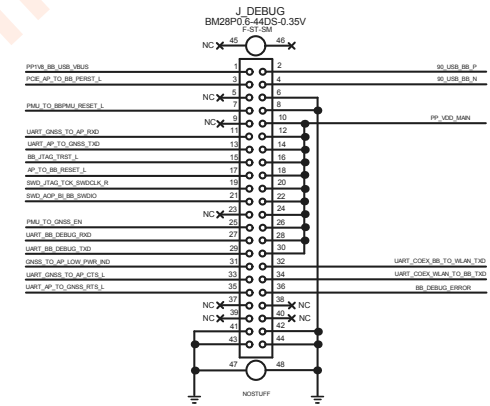 J_DEBUG
BM28P0.6-44DS-0.35V
F-ST-SM
NC 45 46
PP1V8_BB_USB_VBUS 1 2 90_USB_BB_P
PCIE_AP_TO_BB_PERST_L 3 4 90_USB_BB_N
NC 5 6
PMU_TO_BBPMU_RESET_L 7 8
NC 9 10 PP_VDD_MAIN
UART_GNSS_TO_AP_RXD 11 12
UART_AP_TO_GNSS_TXD 13 14
BB_JTAG_TRST_L 15 16
AP_TO_BB_RESET_L 17 18
SWD_JTAG_TCK_SWDCLK_R 19 20
SWD_AOP_BI_BB_SWDIO 21 22
NC 23 24
PMU_TO_GNSS_EN 25 26
UART_BB_DEBUG_RXD 27 28
UART_BB_DEBUG_TXD 29 30
GNSS_TO_AP_LOW_PWR_IND 31 32 UART_COEX_BB_TO_WLAN_TXD
UART_GNSS_TO_AP_CTS_L 33 34 UART_COEX_WLAN_TO_BB_TXD
UART_AP_TO_GNSS_RTS_L 35 36 BB_DEBUG_ERROR
NC 37 38 NC
NC 39 40 NC
41 42
43 44
47 48
NOSTUFF